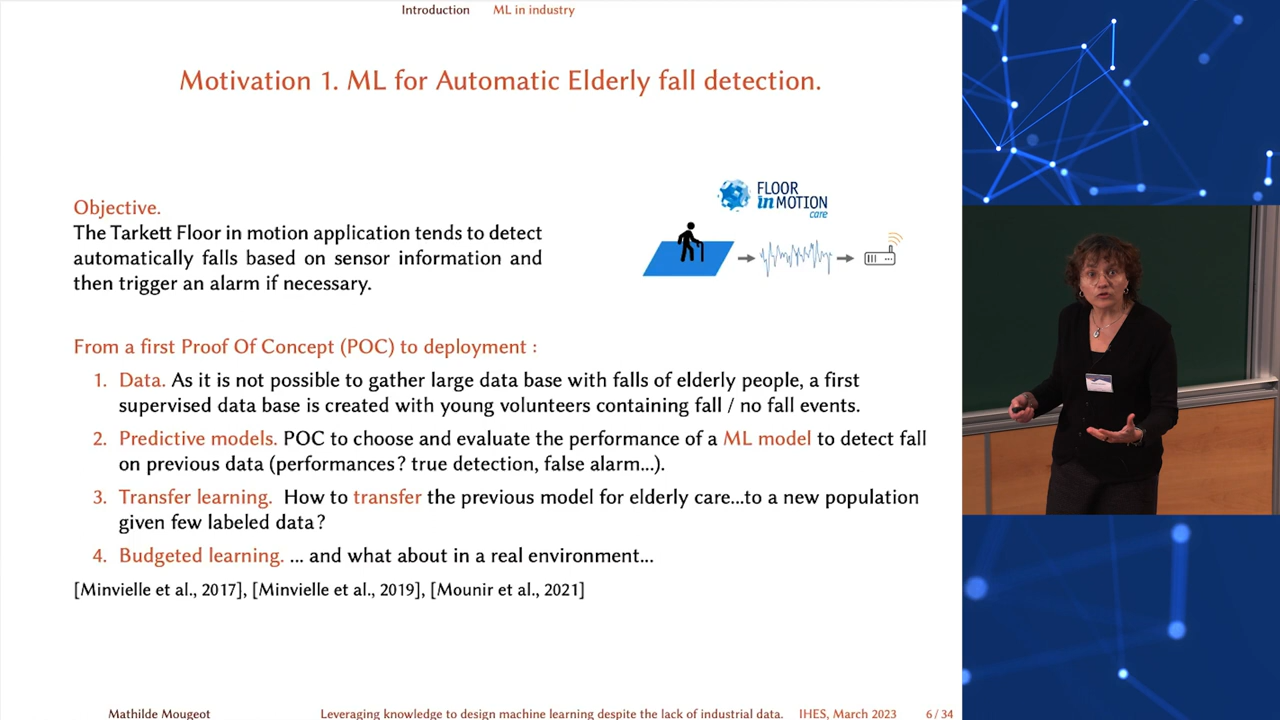 Introduction ML in industry
Motivation 1. ML for Automatic Elderly fall detection.
FLOOR
in MOTION
care
Objective.
The Tarkett Floor in motion application tends to detect
automatically falls based on sensor information and
then trigger an alarm if necessary.
From a first Proof Of Concept (POC) to deployment :
1. Data. As it is not possible to gather large data base with falls of elderly people, a first
supervised data base is created with young volunteers containing fall / no fall events.
2. Predictive models. POC to choose and evaluate the performance of a ML model to detect fall
on previous data (performances? true detection, false alarm...).
3. Transfer learning. How to transfer the previous model for elderly care...to a new population
given few labeled data?
4. Budgeted learning. ... and what about in a real environment...
[Minvielle et al., 2017], [Minvielle et al., 2019], [Mounir et al., 2021]
Mathilde Mougeot Leveraging knowledge to design machine learning despite the lack of industrial data. IHES, March 2023 6 / 34